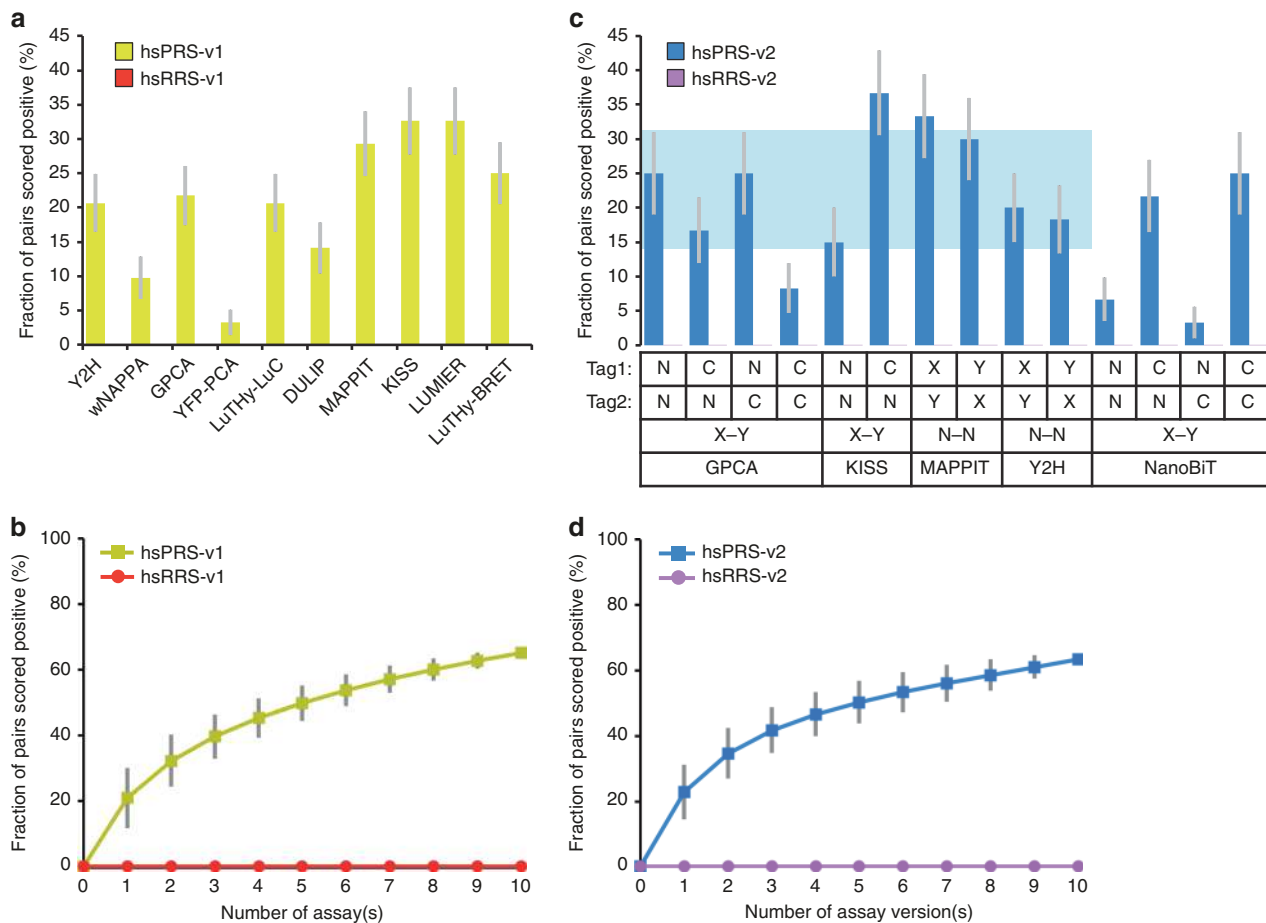 a
Fraction of pairs scored positive (%)
45
40
35
30
25
20
15
10
5
0
hsPRS-v1
hsRRS-v1
Y2H
wNAPPA
GPCA
YFP-PCA
LuTHy-LuC
DULIP
MAPPIT
KISS
LUMIER
LuTHy-BRET
c
Fraction of pairs scored positive (%)
45
40
35
30
25
20
15
10
5
0
hsPRS-v2
hsRRS-v2
Tag1: N C N C N C X Y X Y N C N C
Tag2: N N C C N N Y X Y X N N C C
X–Y X–Y N–N N–N X–Y
GPCA KISS MAPPIT Y2H NanoBiT
b
Fraction of pairs scored positive (%)
100
80
60
40
20
0
hsPRS-v1
hsRRS-v1
0 1 2 3 4 5 6 7 8 9 10
Number of assay(s)
d
Fraction of pairs scored positive (%)
100
80
60
40
20
0
hsPRS-v2
hsRRS-v2
0 1 2 3 4 5 6 7 8 9 10
Number of assay version(s)